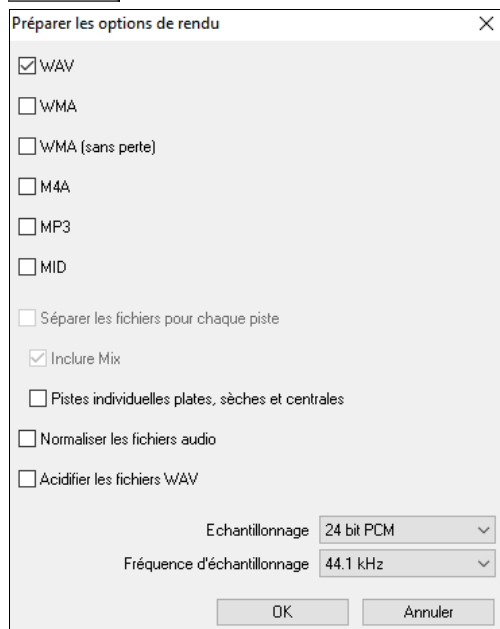 Préparer les options de rendu
WAV
WMA
WMA (sans perte)
M4A
MP3
MID
Séparer les fichiers pour chaque piste
Inclure Mix
Pistes individuelles plates, sèches et centrales
Normaliser les fichiers audio
Acidifier les fichiers WAV
Echantillonnage 24 bit PCM
Fréquence d'échantillonnage 44.1 kHz
OK Annuler